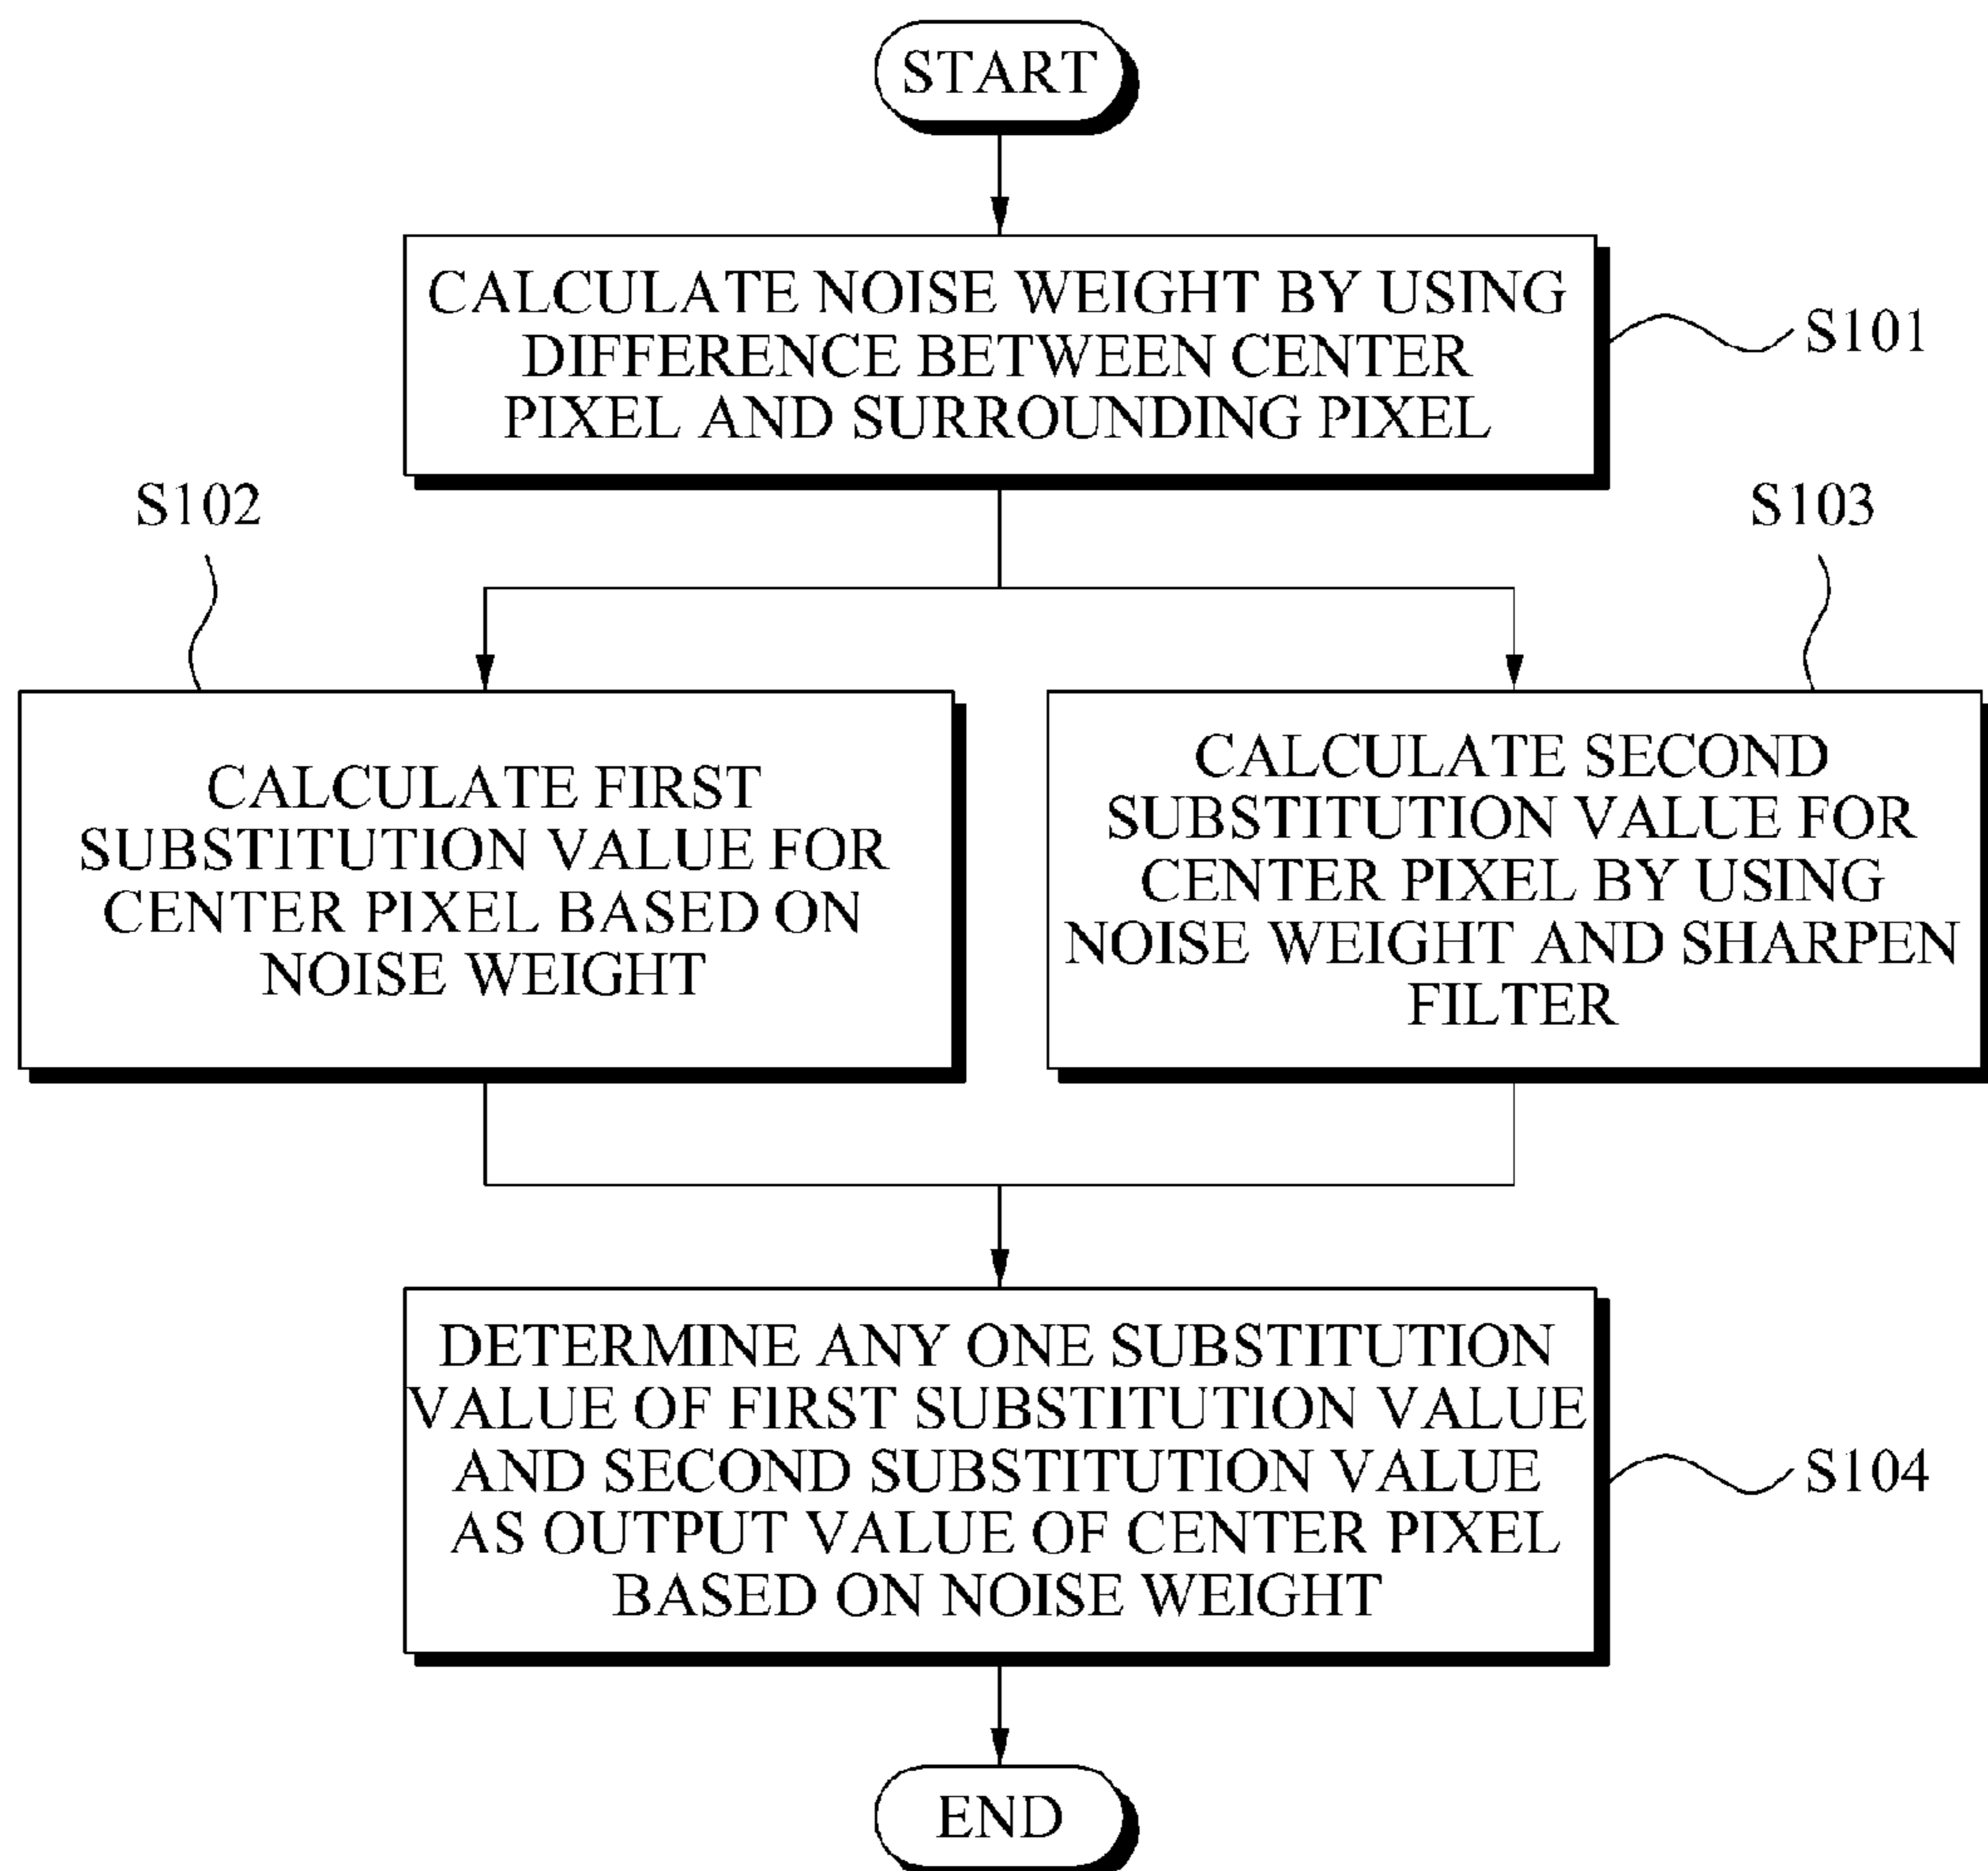 START
CALCULATE NOISE WEIGHT BY USING
DIFFERENCE BETWEEN CENTER
PIXEL AND SURROUNDING PIXEL
S101
S102
CALCULATE FIRST
SUBSTITUTION VALUE FOR
CENTER PIXEL BASED ON
NOISE WEIGHT
S103
CALCULATE SECOND
SUBSTITUTION VALUE FOR
CENTER PIXEL BY USING
NOISE WEIGHT AND SHARPEN
FILTER
DETERMINE ANY ONE SUBSTITUTION
VALUE OF FIRST SUBSTITUTION VALUE
AND SECOND SUBSTITUTION VALUE
AS OUTPUT VALUE OF CENTER PIXEL
BASED ON NOISE WEIGHT
S104
END